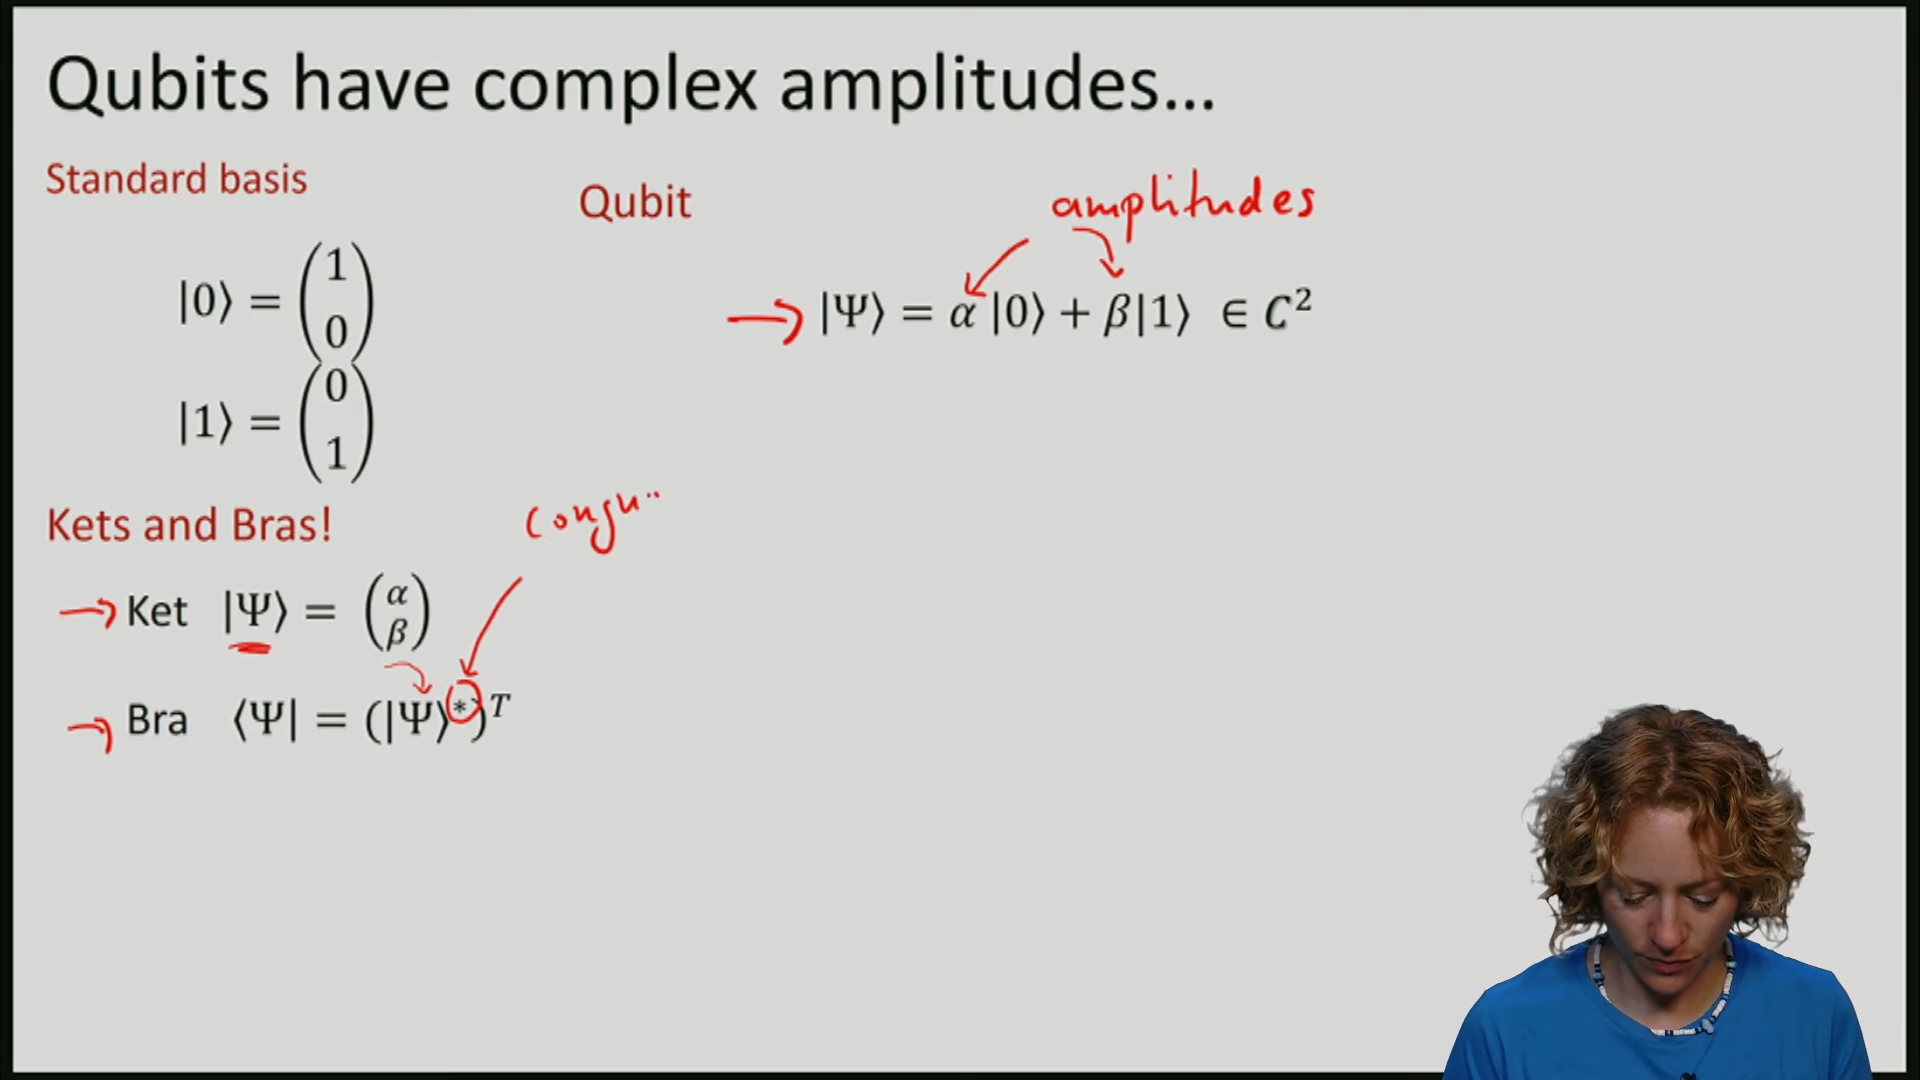 Qubits have complex amplitudes...
Standard basis
Qubit
amplitudes
|0⟩ = (1 0)
|Ψ⟩ = α |0⟩ + β|1⟩ ∈ C²
|1⟩ = (0 1)
Kets and Bras!
conju..
Ket |Ψ⟩ = (α β)
Bra ⟨Ψ| = (|Ψ⟩*)ᵀ